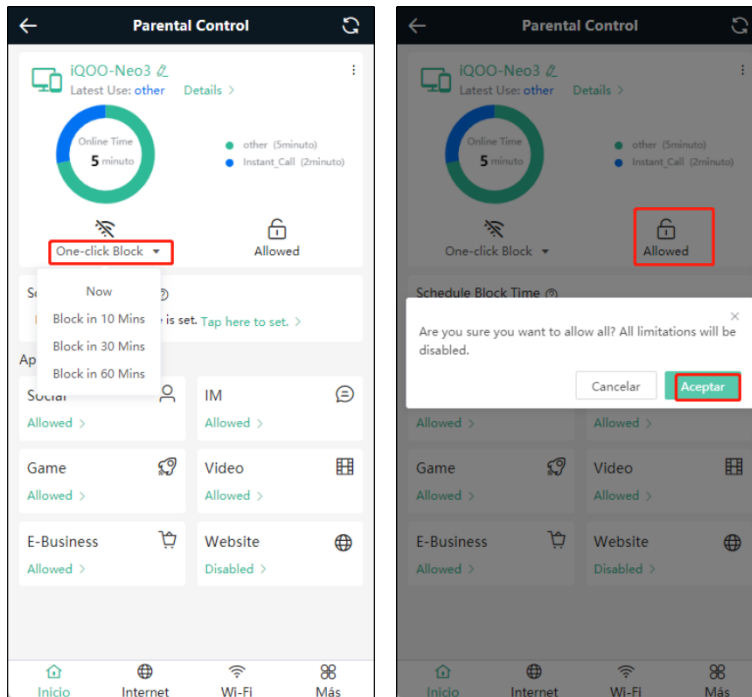 Parental Control
iQOO-Neo3
Latest Use: other Details >
Online Time
5 minuto
other (5minuto)
Instant_Call (2minuto)
One-click Block
Allowed
Now
Block in 10 Mins
Block in 30 Mins
Block in 60 Mins
is set. Tap here to set. >
Social
Allowed >
IM
Allowed >
Game
Allowed >
Video
Allowed >
E-Business
Allowed >
Website
Disabled >
Inicio
Internet
Wi-Fi
Más
Parental Control
iQOO-Neo3
Latest Use: other Details >
Online Time
5 minuto
other (5minuto)
Instant_Call (2minuto)
One-click Block
Allowed
Schedule Block Time
Are you sure you want to allow all? All limitations will be
disabled.
Cancelar
Aceptar
Allowed >
Allowed >
Game
Allowed >
Video
Allowed >
E-Business
Allowed >
Website
Disabled >
Inicio
Internet
Wi-Fi
Más